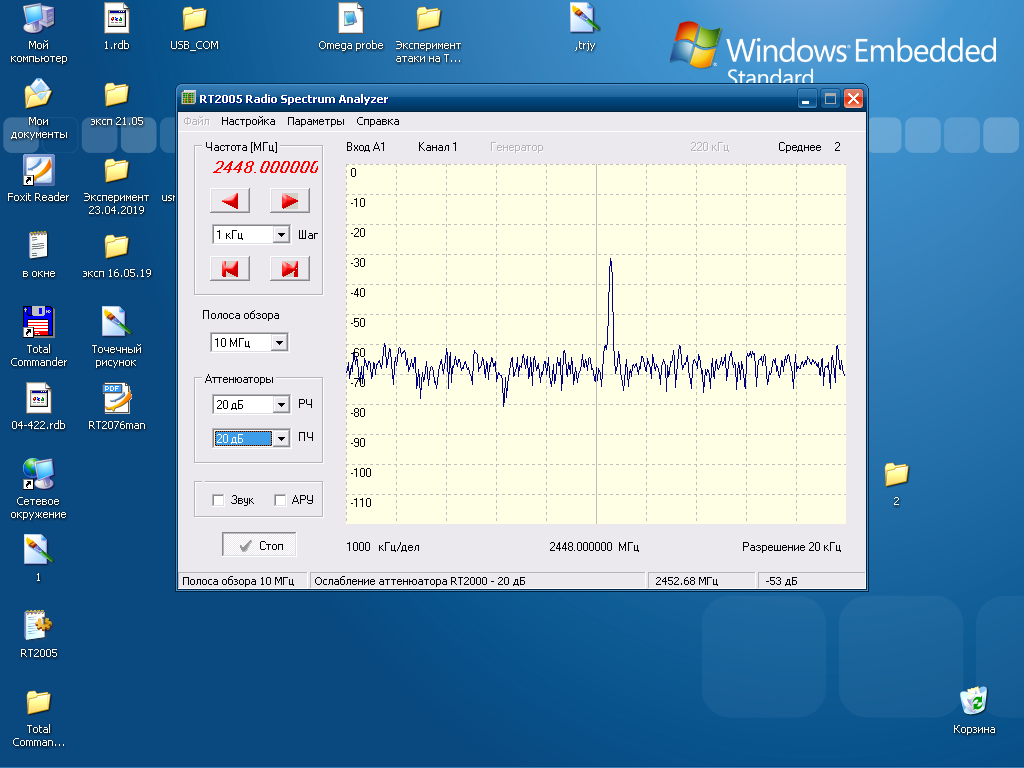 Мой
компьютер
1.rdb
USB_COM
Omega probe
Эксперимент
атаки на Т...
,trjy
Windows Embedded
Standard
Мои
документы
эксп 21.05
Foxit Reader
Эксперимент
23.04.2019
usr
в окне
эксп 16.05.19
Total
Commander
Точечный
рисунок
04-422.rdb
PDF
RT2076man
Сетевое
окружение
1
RT2005
Total
Comman...
2
Корзина
RT2005 Radio Spectrum Analyzer
Файл Настройка Параметры Справка
Частота [МГц]
2448.000000
1 кГц Шаг
Полоса обзора
10 МГц
Аттенюаторы
20 дБ РЧ
20 дБ ПЧ
Звук АРУ
Стоп
Вход А1 Канал 1 Генератор 220 кГц Среднее 2
0
-10
-20
-30
-40
-50
-60
-70
-80
-90
-100
-110
1000 кГц/дел 2448.000000 МГц Разрешение 20 кГц
Полоса обзора 10 МГц Ослабление аттенюатора RT2000 - 20 дБ 2452.68 МГц -53 дБ